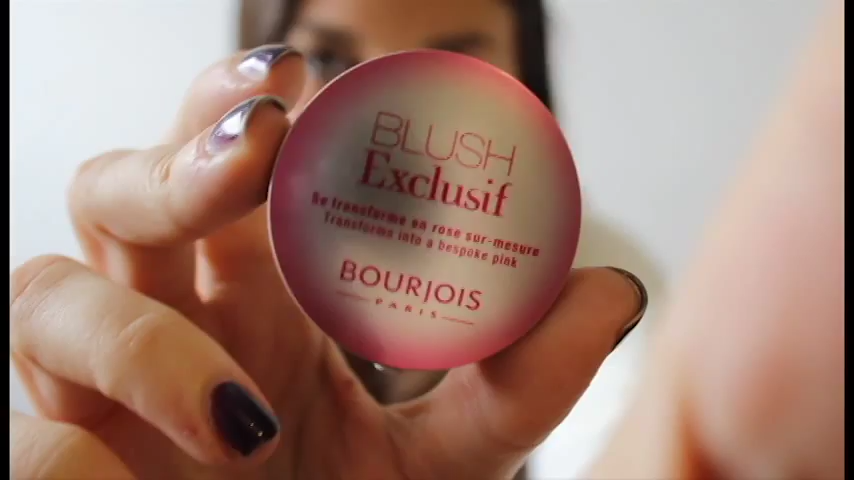 BLUSH
Exclusif
Se transforme en rose sur-mesure
Transforms into a bespoke pink
BOURJOIS
PARIS